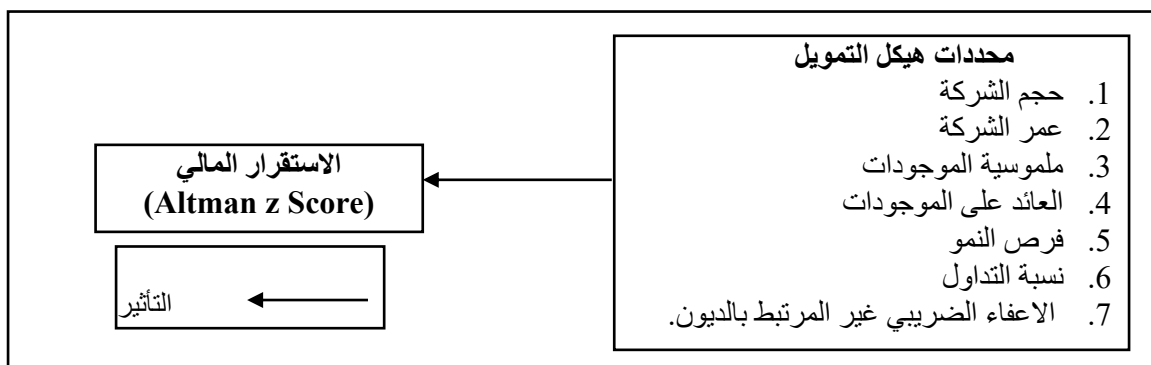 محددات هيكل التمويل
1. حجم الشركة
2. عمر الشركة
3. ملموسية الموجودات
4. العائد على الموجودات
5. فرص النمو
6. نسبة التداول
7. الاعفاء الضريبي غير المرتبط بالديون.
الاستقرار المالي
(Altman z Score)
التأثير